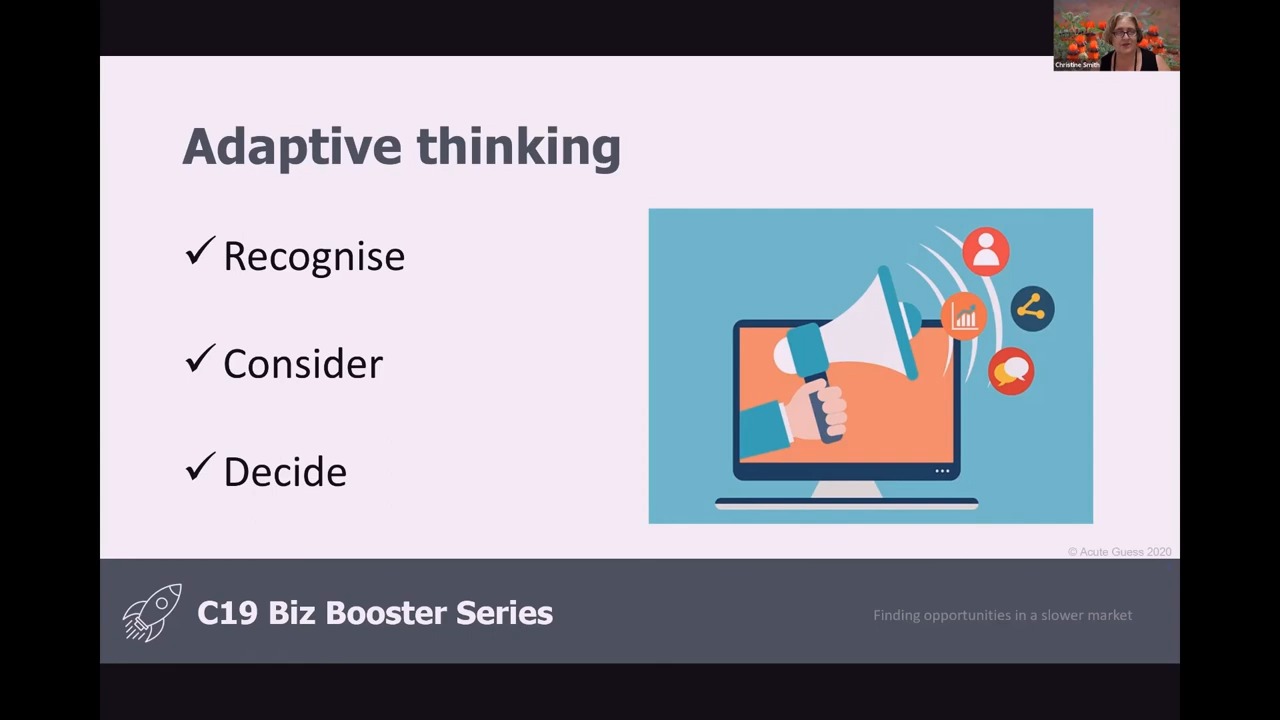 Christine Smith
Adaptive thinking
✓ Recognise
✓ Consider
✓ Decide
© Acute Guess 2020
C19 Biz Booster Series
Finding opportunities in a slower market